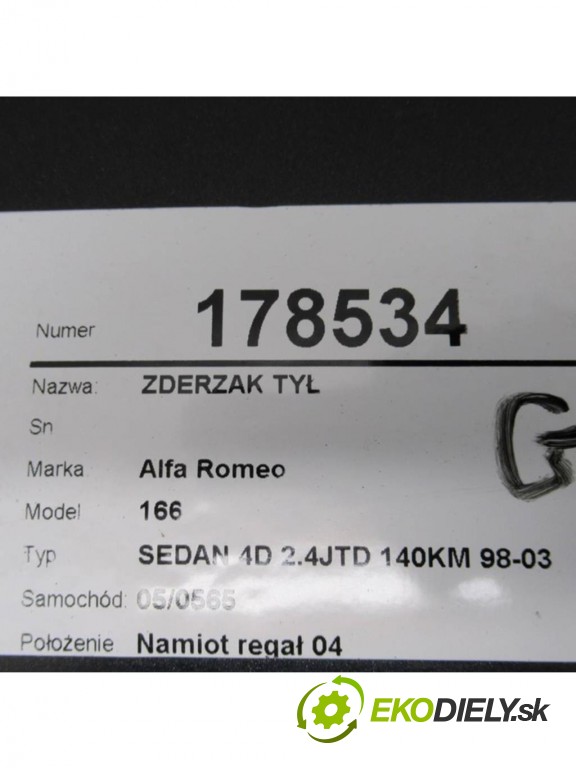 Numer 178534
Nazwa: ZDERZAK TYŁ
Sn
Marka Alfa Romeo
Model 166
Typ SEDAN 4D 2.4JTD 140KM 98-03
Samochód: 05/0565
Położenie Namiot regał 04
EKODIELY.sk